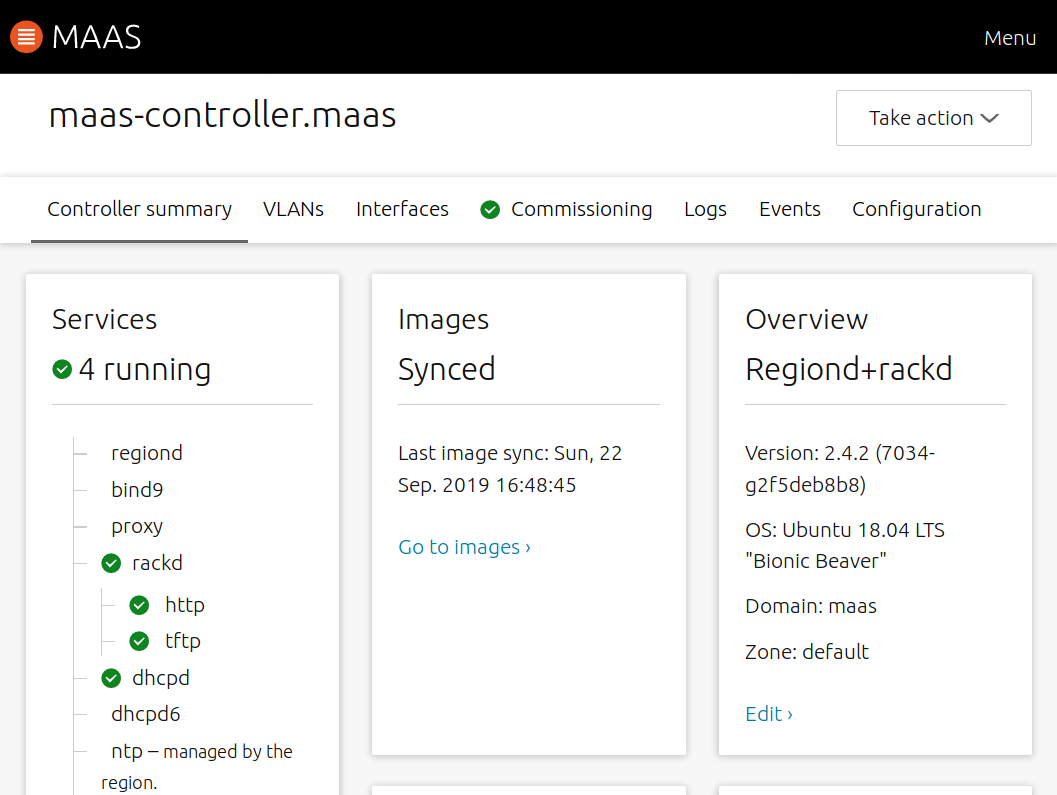 MAAS
Menu
maas-controller.maas
Take action
Controller summary
VLANs
Interfaces
Commissioning
Logs
Events
Configuration
Services
4 running
regiond
bind9
proxy
rackd
http
tftp
dhcpd
dhcpd6
ntp – managed by the
region.
Images
Synced
Last image sync: Sun, 22
Sep. 2019 16:48:45
Go to images ›
Overview
Regiond+rackd
Version: 2.4.2 (7034-
g2f5deb8b8)
OS: Ubuntu 18.04 LTS
"Bionic Beaver"
Domain: maas
Zone: default
Edit ›